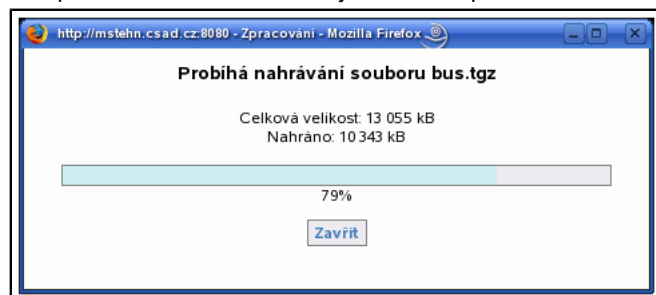 http://mstehn.csad.cz:8080 - Zpracování - Mozilla Firefox
Probíhá nahrávání souboru bus.tgz
Celková velikost: 13 055 kB
Nahráno: 10 343 kB
79%
Zavřít